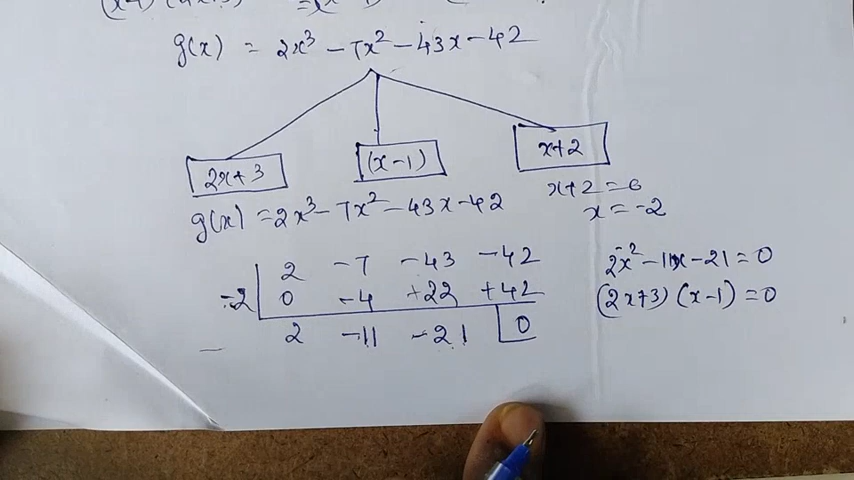 g(x) = 2x³ - 7x² - 43x - 42
2x+3 (x-1) x+2
x+2 = 0
x = -2
g(x) = 2x³ - 7x² - 43x - 42
2 -7 -43 -42
-2 0 -4 +22 +42
2 -11 -21 0
2x² - 11x - 21 = 0
(2x+3) (x-1) = 0